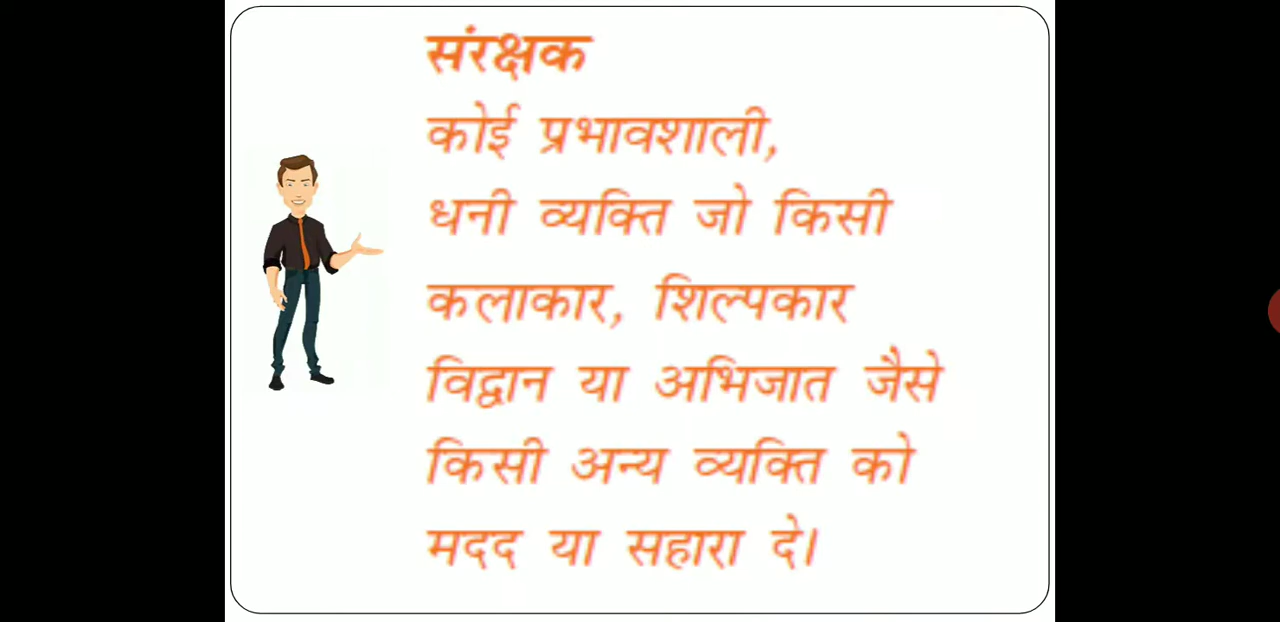 संरक्षक
कोई प्रभावशाली,
धनी व्यक्ति जो किसी
कलाकार, शिल्पकार
विद्वान या अभिजात जैसे
किसी अन्य व्यक्ति को
मदद या सहारा दे।